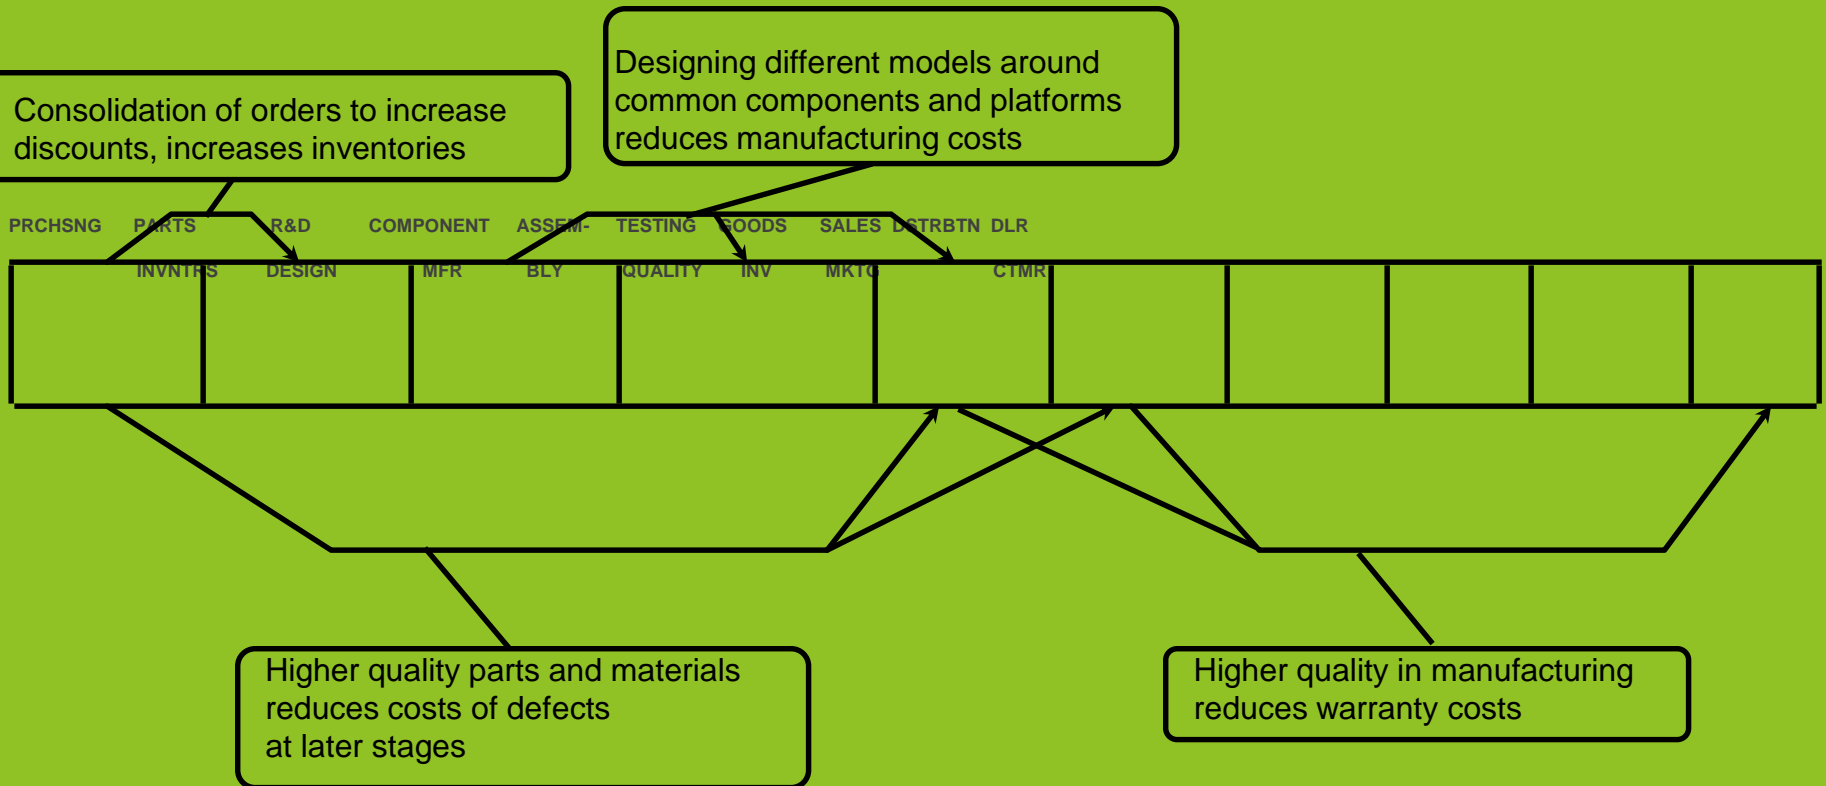 Designing different models around
common components and platforms
reduces manufacturing costs
Consolidation of orders to increase
discounts, increases inventories
PRCHSNG PARTS R&D COMPONENT ASSEM- TESTING GOODS SALES DSTRBTN DLR
INVNTRS DESIGN MFR BLY QUALITY INV MKTG CTMR
Higher quality parts and materials
reduces costs of defects
at later stages
Higher quality in manufacturing
reduces warranty costs